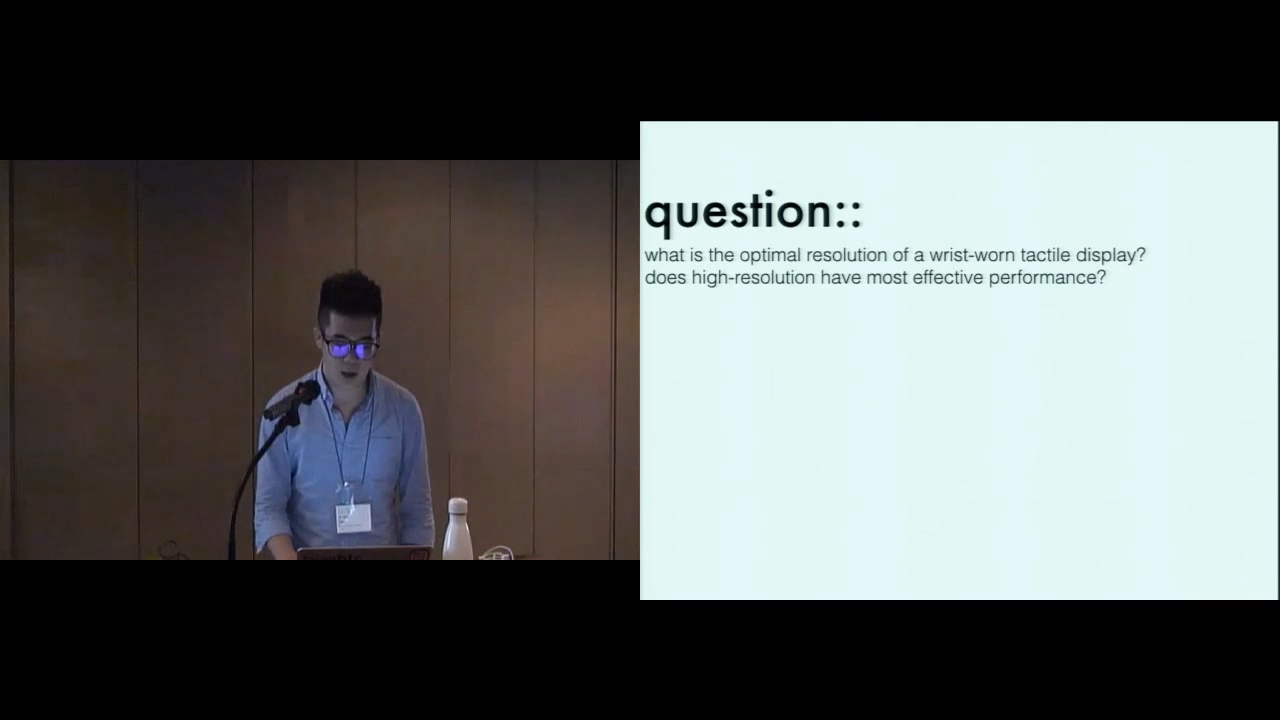 question::
what is the optimal resolution of a wrist-worn tactile display?
does high-resolution have most effective performance?